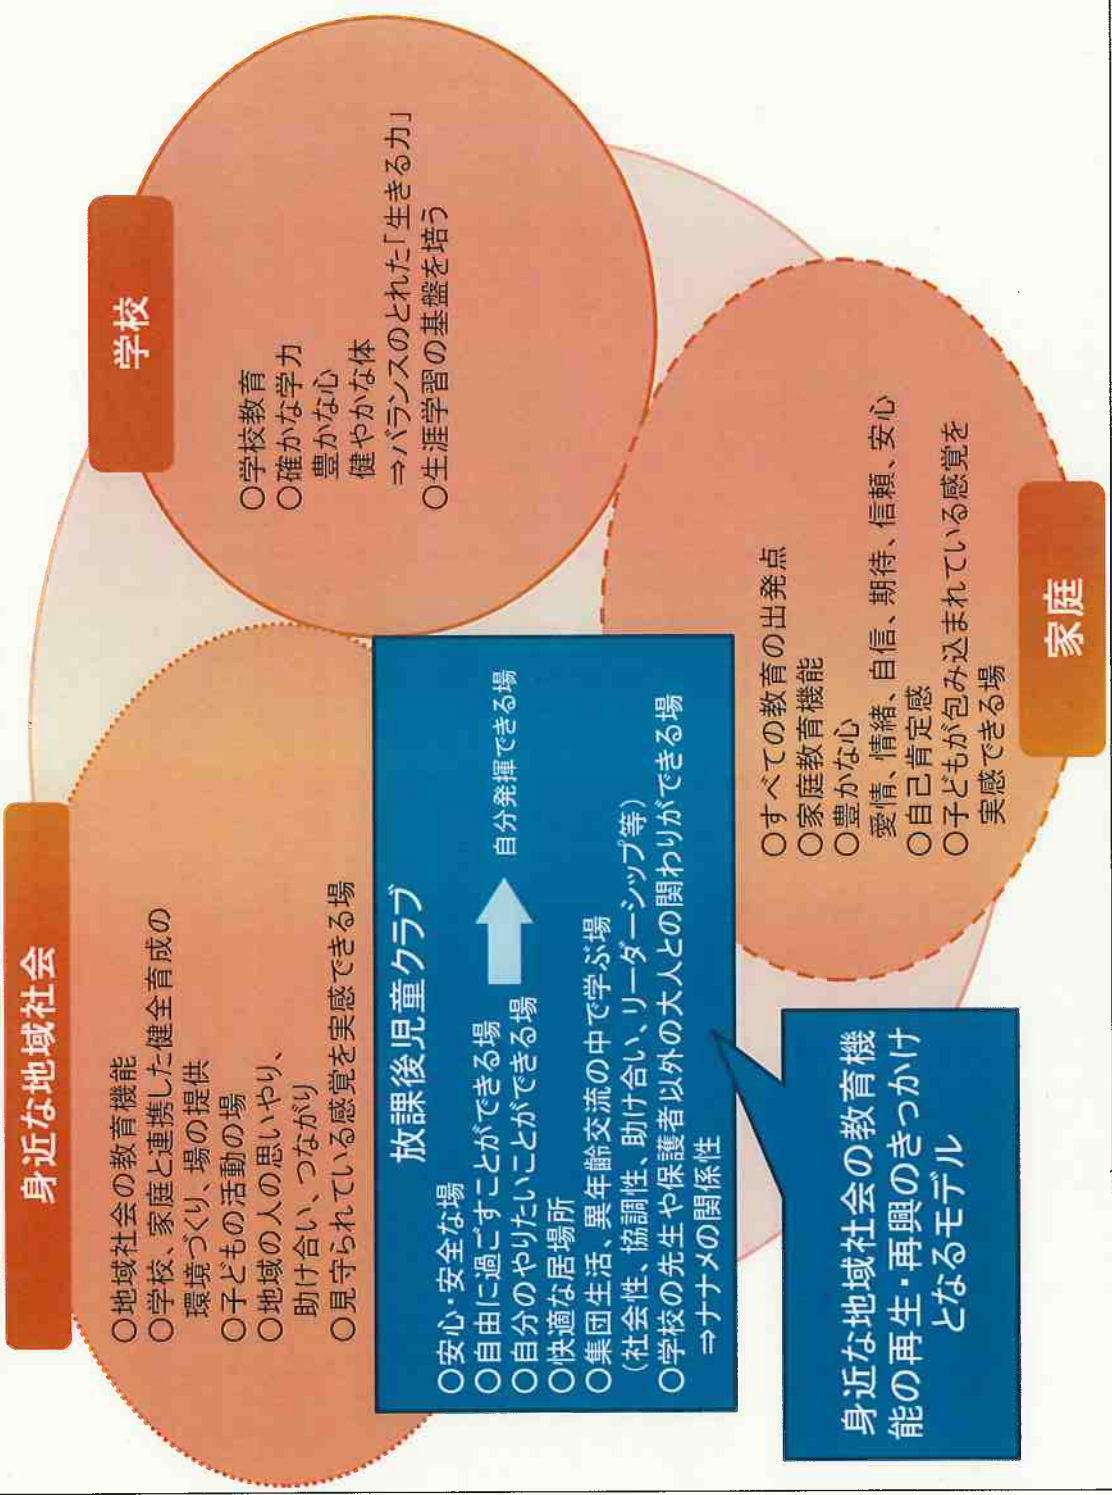 身近な地域社会
○地域社会の教育機能
○学校、家庭と連携した健全育成の
環境づくり、場の提供
○子どもの活動の場
○地域の人の思いやり、
助け合い、つながり
○見守られている感覚を実感できる場
学校
○学校教育
○確かな学力
豊かな心
健やかな体
⇒バランスのとれた「生きる力」
○生涯学習の基盤を培う
放課後児童クラブ
○安心・安全な場
○自由に過ごすことができる場
○自分のやりたいことができる場
自分発揮できる場
○快適な居場所
○集団生活、異年齢交流の中で学ぶ場
（社会性、協調性、助け合い、リーダーシップ等）
○学校の先生や保護者以外の大人との関わりができる場
⇒ナナメの関係性
○すべての教育の出発点
○家庭教育機能
○豊かな心
愛情、情緒、自信、期待、信頼、安心
○自己肯定感
○子どもが包み込まれている感覚を
実感できる場
家庭
身近な地域社会の教育機
能の再生・再興のきっかけ
となるモデル